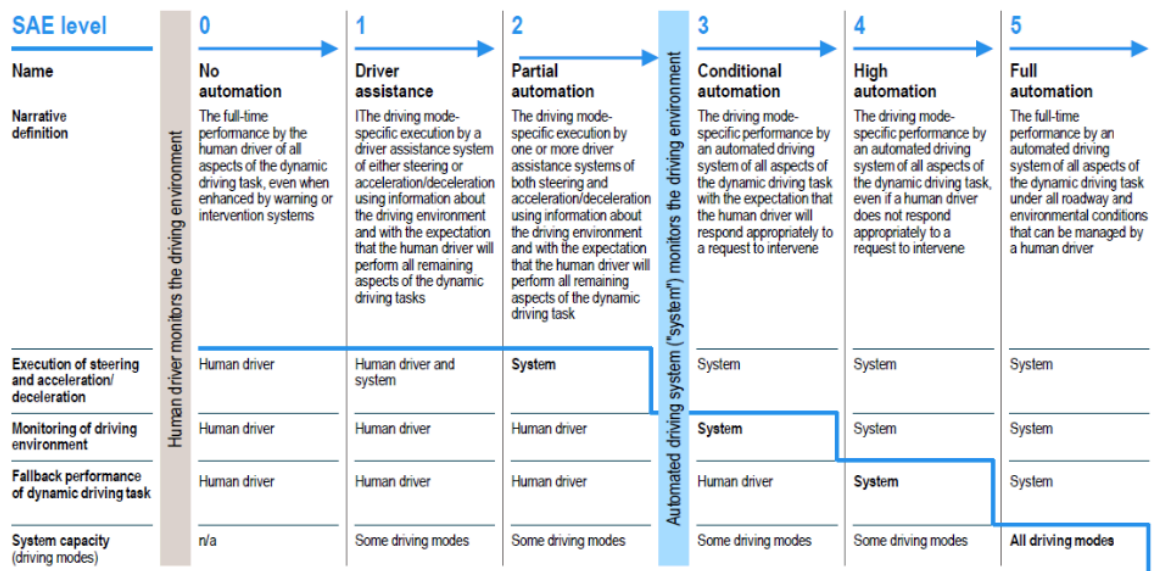 SAE level
0
1
2
3
4
5
Name
No
automation
Driver
assistance
Partial
automation
Conditional
automation
High
automation
Full
automation
Narrative
definition
The full-time
performance by the
human driver of all
aspects of the dynamic
driving task, even when
enhanced by warning or
intervention systems
IThe driving mode-
specific execution by a
driver assistance system
of either steering or
acceleration/deceleration
using information about
the driving environment
and with the expectation
that the human driver will
perform all remaining
aspects of the dynamic
driving tasks
The driving mode-
specific execution by
one or more driver
assistance systems of
both steering and
acceleration/deceleration
using information about
the driving environment
and with the expectation
that the human driver will
perform all remaining
aspects of the dynamic
driving task
The driving mode-
specific performance by
an automated driving
system of all aspects of
the dynamic driving task
with the expectation that
the human driver will
respond appropriately to
a request to intervene
The driving mode-
specific performance by
an automated driving
system of all aspects of
the dynamic driving task,
even if a human driver
does not respond
appropriately to a
request to intervene
The full-time
performance by an
automated driving
system of all aspects of
the dynamic driving task
under all roadway and
environmental conditions
that can be managed by
a human driver
Human driver monitors the driving environment
Automated driving system ("system") monitors the driving environment
Execution of steering
and acceleration/
deceleration
Human driver
Human driver and
system
System
System
System
System
Monitoring of driving
environment
Human driver
Human driver
Human driver
System
System
System
Fallback performance
of dynamic driving task
Human driver
Human driver
Human driver
Human driver
System
System
System capacity
(driving modes)
n/a
Some driving modes
Some driving modes
Some driving modes
Some driving modes
All driving modes